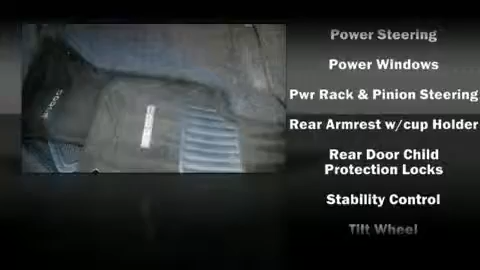 Power Steering
Power Windows
Pwr Rack & Pinion Steering
Rear Armrest w/cup Holder
Rear Door Child
Protection Locks
Stability Control
Tilt Wheel